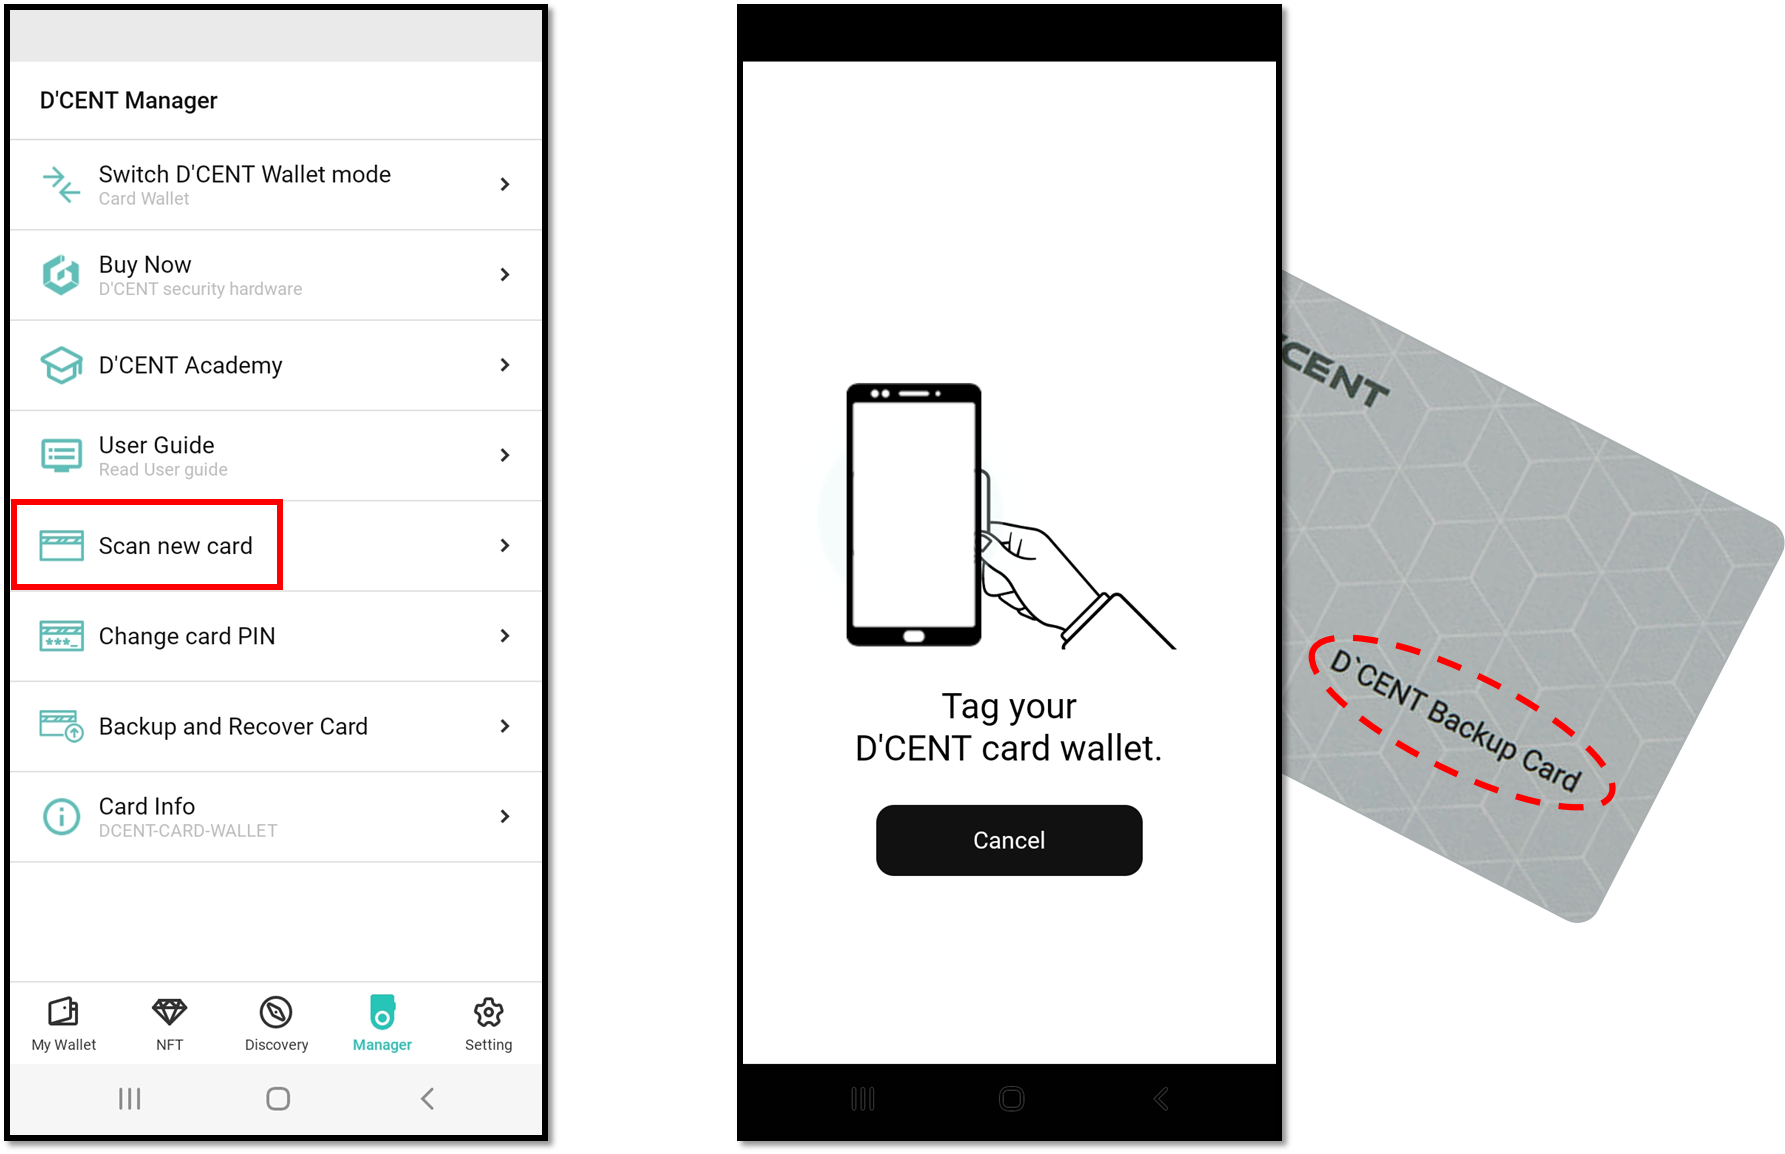 D'CENT Manager
Switch D'CENT Wallet mode
Card Wallet
Buy Now
D'CENT security hardware
D'CENT Academy
User Guide
Read User guide
Scan new card
Change card PIN
Backup and Recover Card
Card Info
DCENT-CARD-WALLET
My Wallet
NFT
Discovery
Manager
Setting
Tag your
D'CENT card wallet.
Cancel
'CENT
D`CENT Backup Card